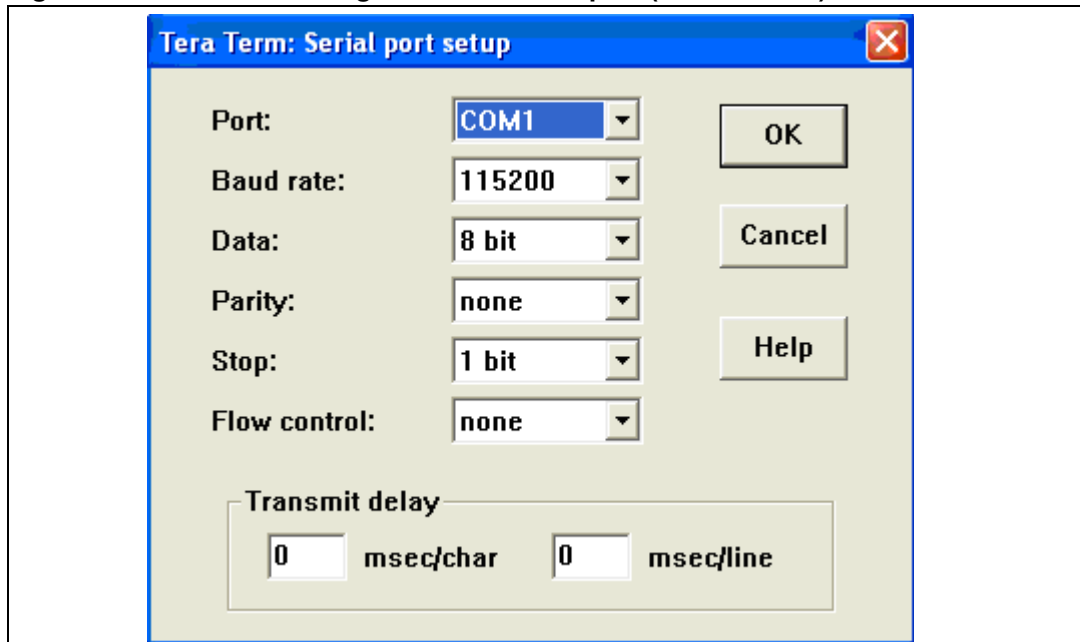 Tera Term: Serial port setup
Port: COM1 OK
Baud rate: 115200
Data: 8 bit Cancel
Parity: none
Stop: 1 bit Help
Flow control: none
Transmit delay
0 msec/char 0 msec/line